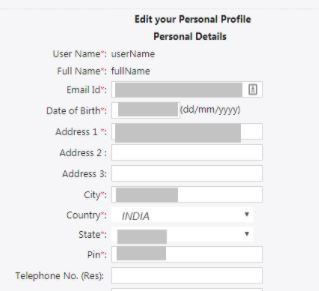 Edit your Personal Profile
Personal Details
User Name*: userName
Full Name*: fullName
Email Id*:
Date of Birth*: (dd/mm/yyyy)
Address 1 *:
Address 2 :
Address 3:
City*:
Country*: INDIA
State*:
Pin*:
Telephone No. (Res):